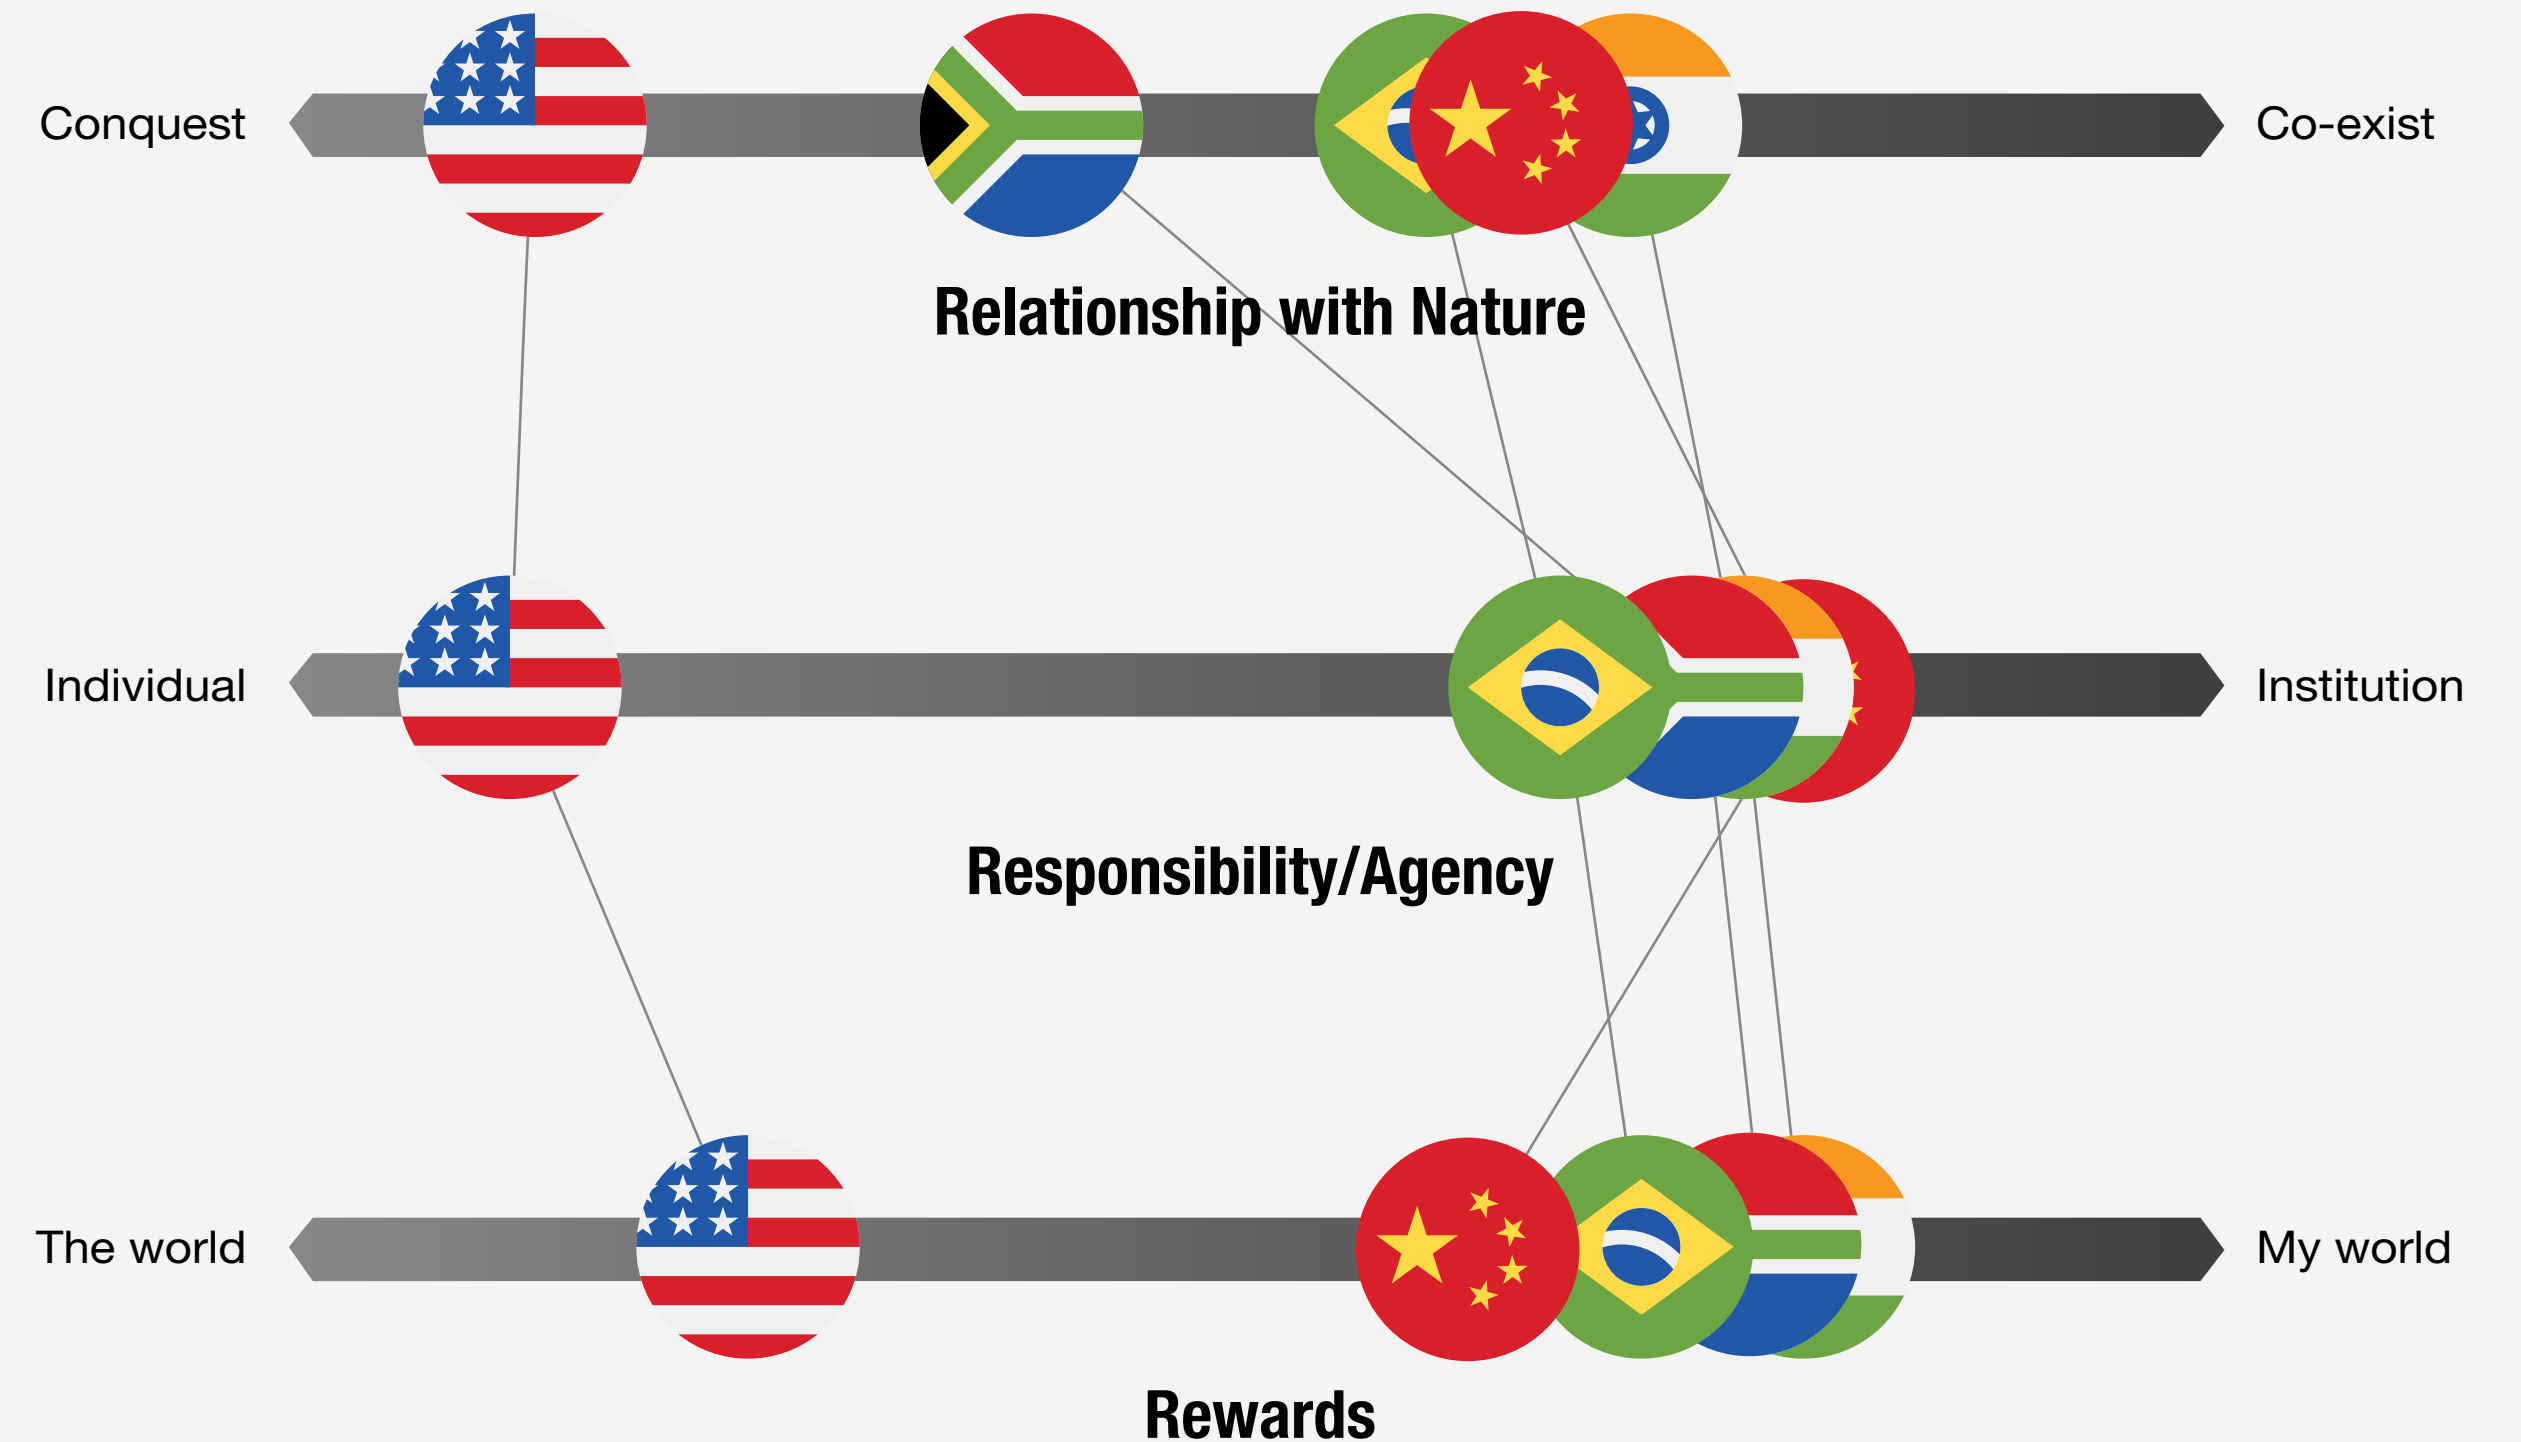 Conquest
Co-exist
Relationship with Nature
Individual
Institution
Responsibility/Agency
The world
My world
Rewards